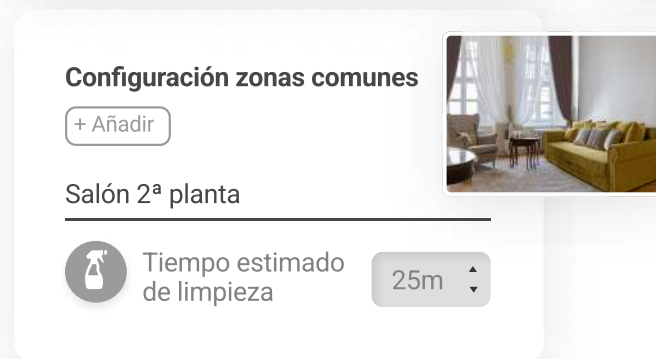 Configuración zonas comunes
+ Añadir
Salón 2ª planta
Tiempo estimado
de limpieza
25m